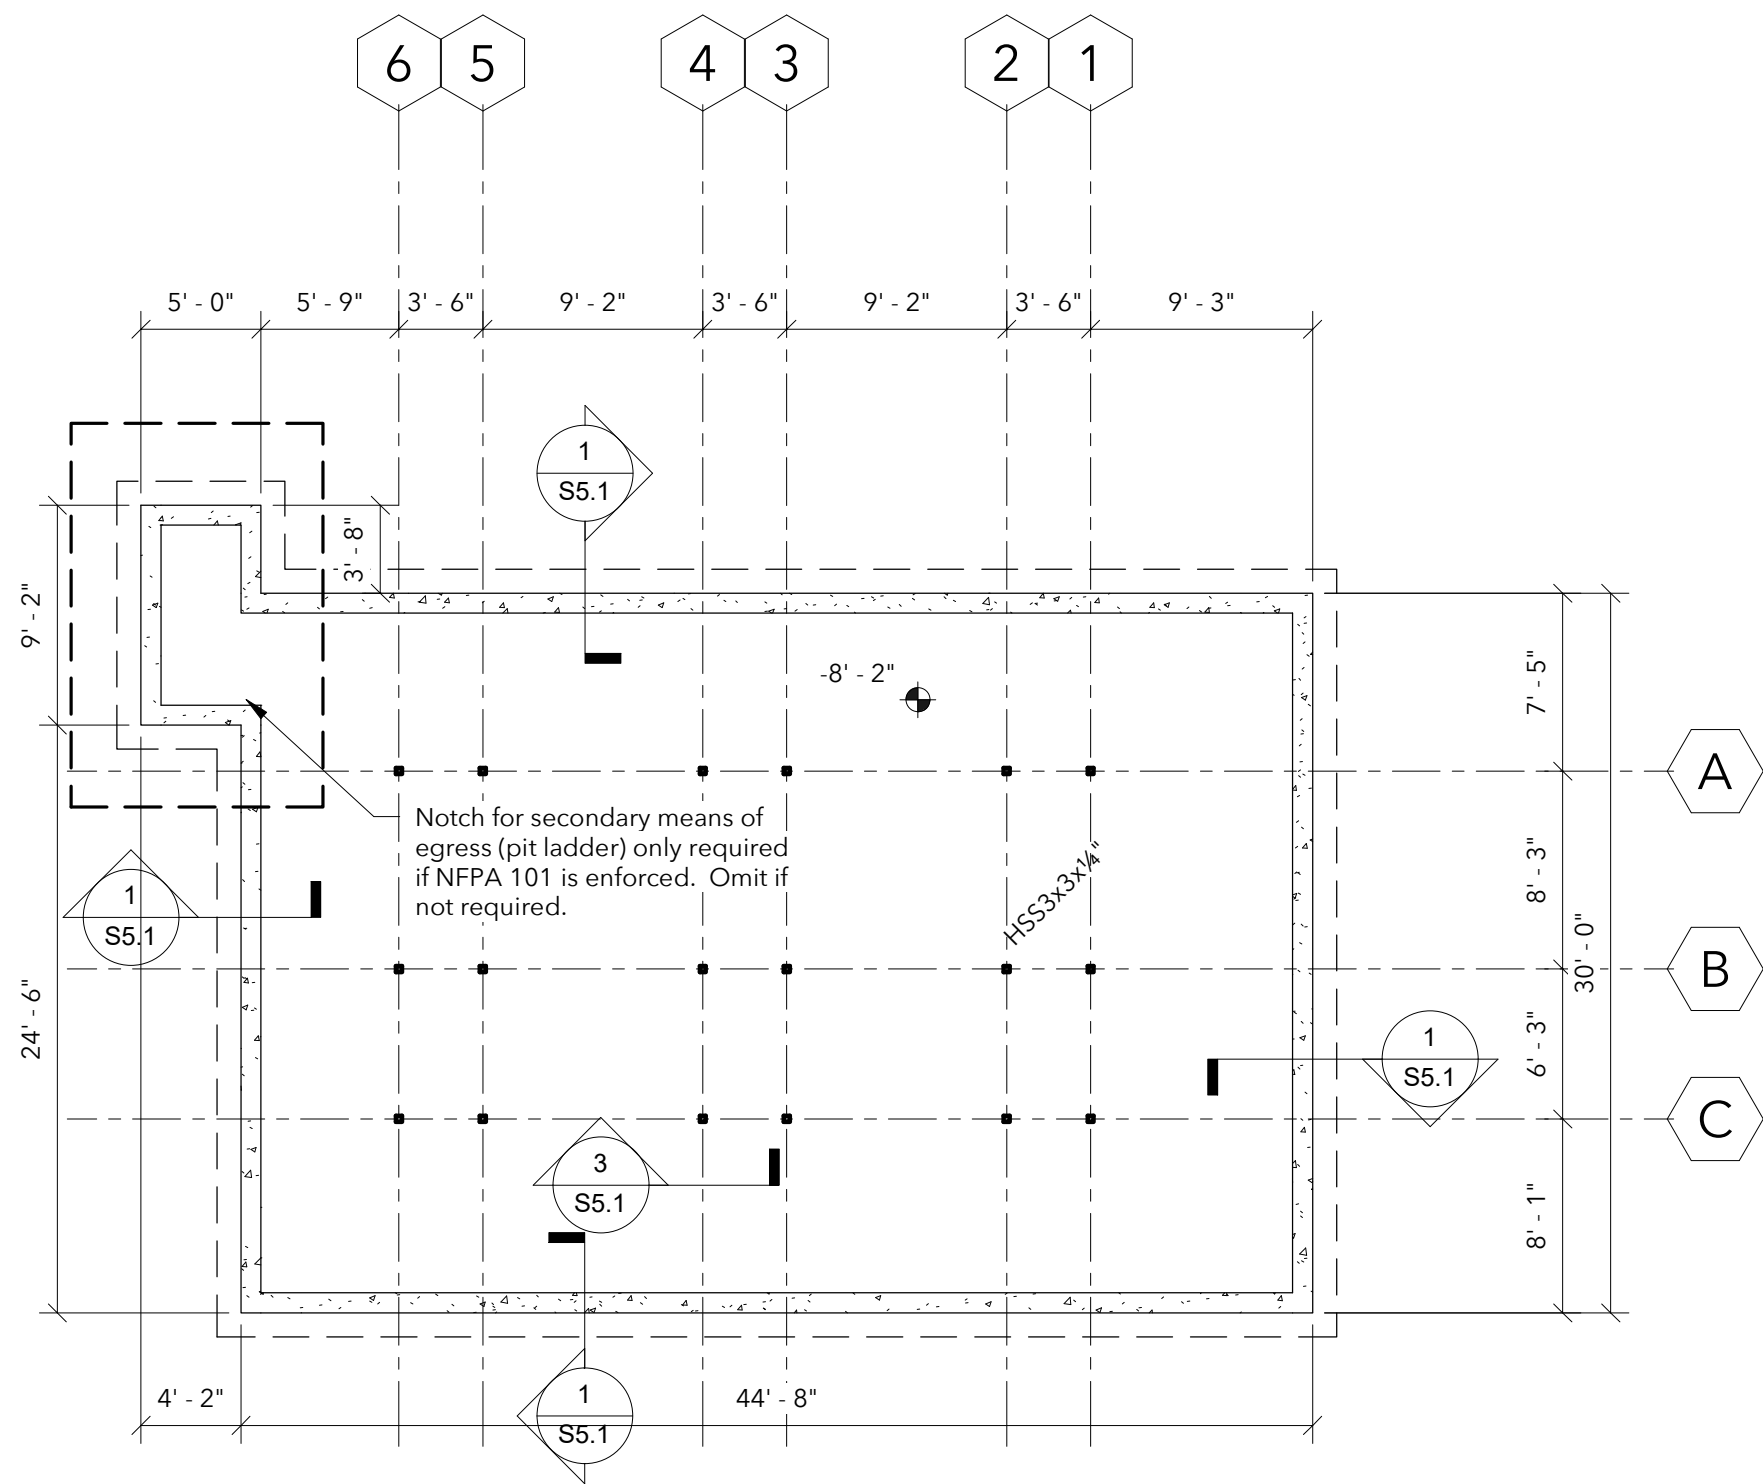 6 5 4 3 2 1
5' - 0" 5' - 9" 3' - 6" 9' - 2" 3' - 6" 9' - 2" 3' - 6" 9' - 3"
1
S5.1
3' - 8"
9' - 2"
-8' - 2"
7' - 5"
A
Notch for secondary means of
egress (pit ladder) only required
if NFPA 101 is enforced. Omit if
not required.
HSS3x3x¼"
8' - 3"
1
S5.1
30' - 0"
B
24' - 6"
6' - 3"
1
S5.1
C
3
S5.1
8' - 1"
4' - 2"
44' - 8"
1
S5.1